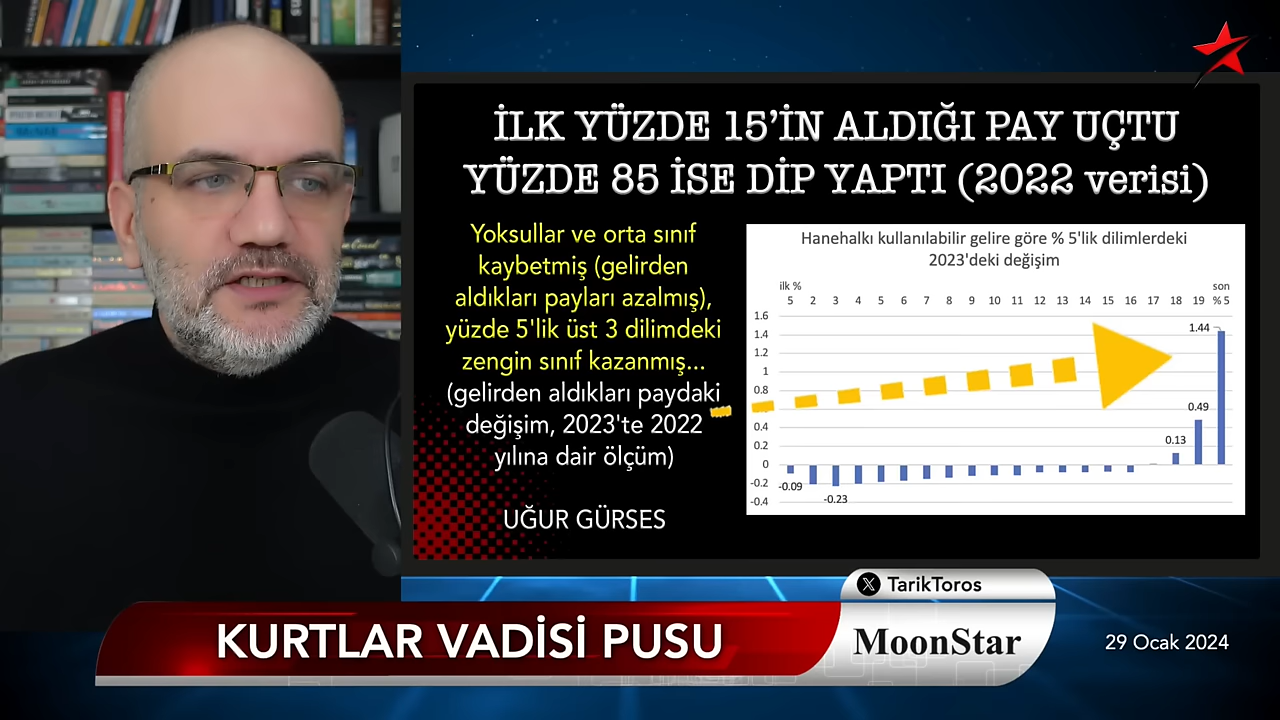 İLK YÜZDE 15'İN ALDIĞI PAY UÇTU
YÜZDE 85 İSE DİP YAPTI (2022 verisi)
Yoksullar ve orta sınıf
kaybetmiş (gelirden
aldıkları payları azalmış),
yüzde 5'lik üst 3 dilimdeki
zengin sınıf kazanmış...
(gelirden aldıkları paydaki
değişim, 2023'te 2022
yılına dair ölçüm)
UĞUR GÜRSES
Hanehalkı kullanılabilir gelire göre % 5'lik dilimlerdeki
2023'deki değişim
ilk % son
5 2 3 4 5 6 7 8 9 10 11 12 13 14 15 16 17 18 19 % 5
1.6
1.4
1.2
1
0.8
0.4
0.2
0
-0.2
-0.4
-0.09
-0.23
0.13
0.49
1.44
TarikToros
KURTLAR VADİSİ PUSU
MoonStar
29 Ocak 2024